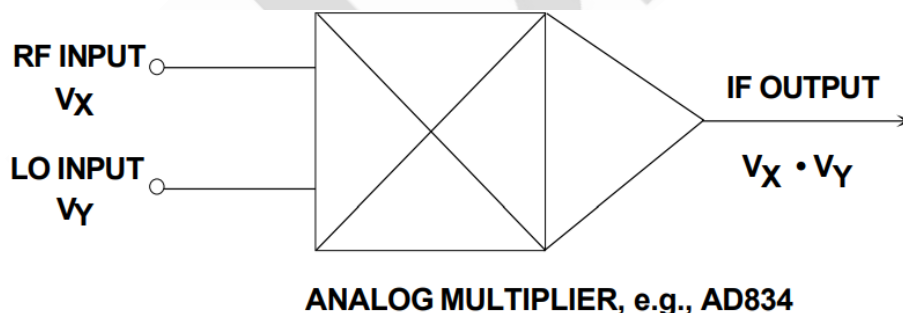 RF INPUT
VX
LO INPUT
VY
IF OUTPUT
VX • VY
ANALOG MULTIPLIER, e.g., AD834